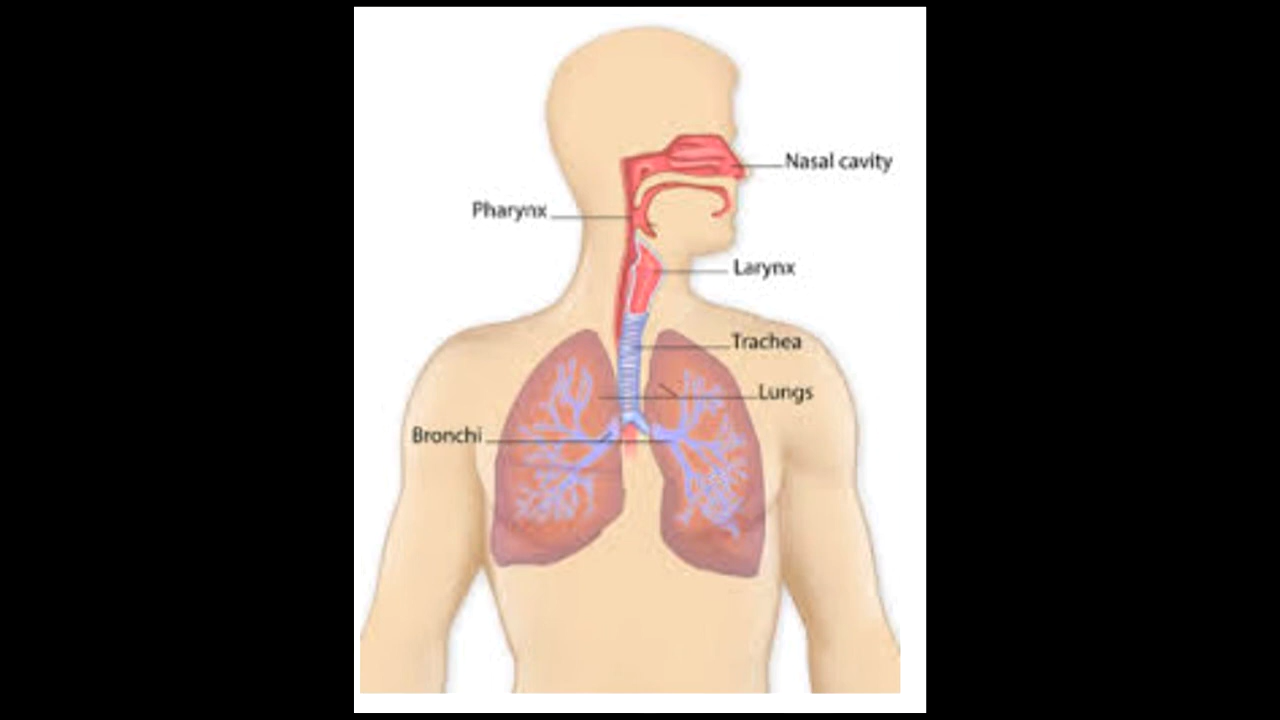 Nasal cavity
Pharynx
Larynx
Trachea
Lungs
Bronchi